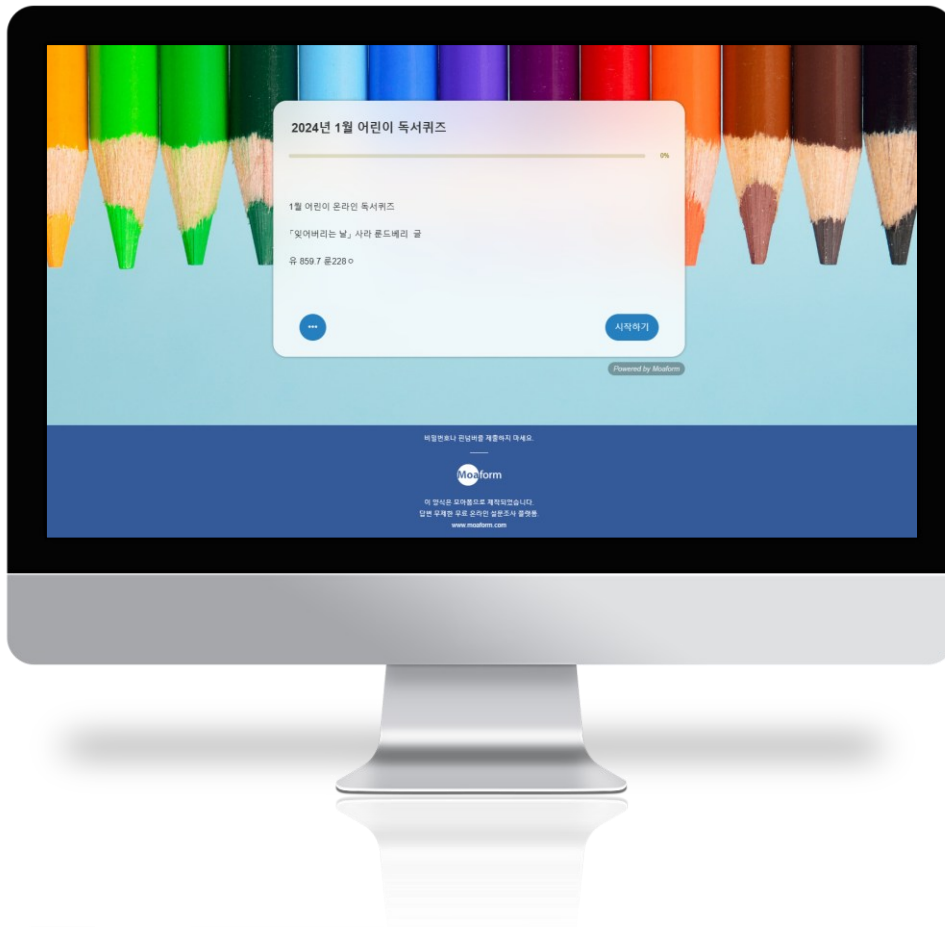 2024년 1월 어린이 독서퀴즈
0%
1월 어린이 온라인 독서퀴즈
「잊어버리는 날」 사라 룬드베리 글
유 859.7 룬228ㅇ
•••
시작하기
Powered by Moaform
비밀번호나 핀넘버를 제출하지 마세요.
Moaform
이 양식은 모아폼으로 제작되었습니다.
답변 무제한 무료 온라인 설문조사 플랫폼.
www.moaform.com